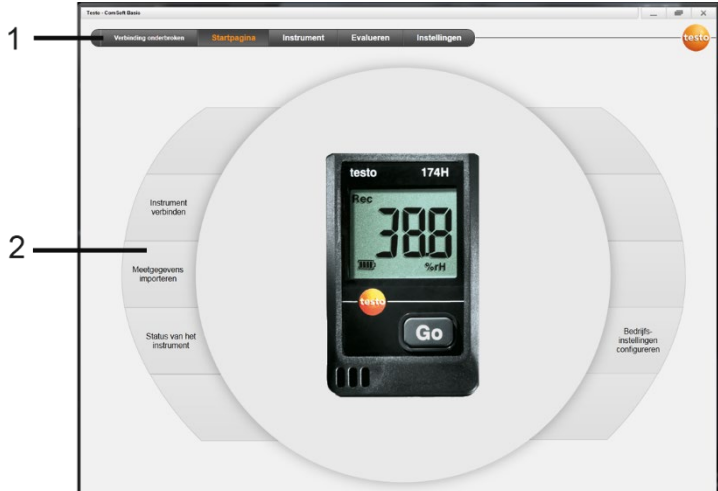 Testo - ComSoft Basic
1
Verbinding onderbroken Startpagina Instrument Evalueren Instellingen
testo
testo 174H
Rec
38.8
%rH
testo
Go
Instrument
verbinden
2
Meetgegevens
importeren
Status van het
instrument
Bedrijfs-
instellingen
configureren